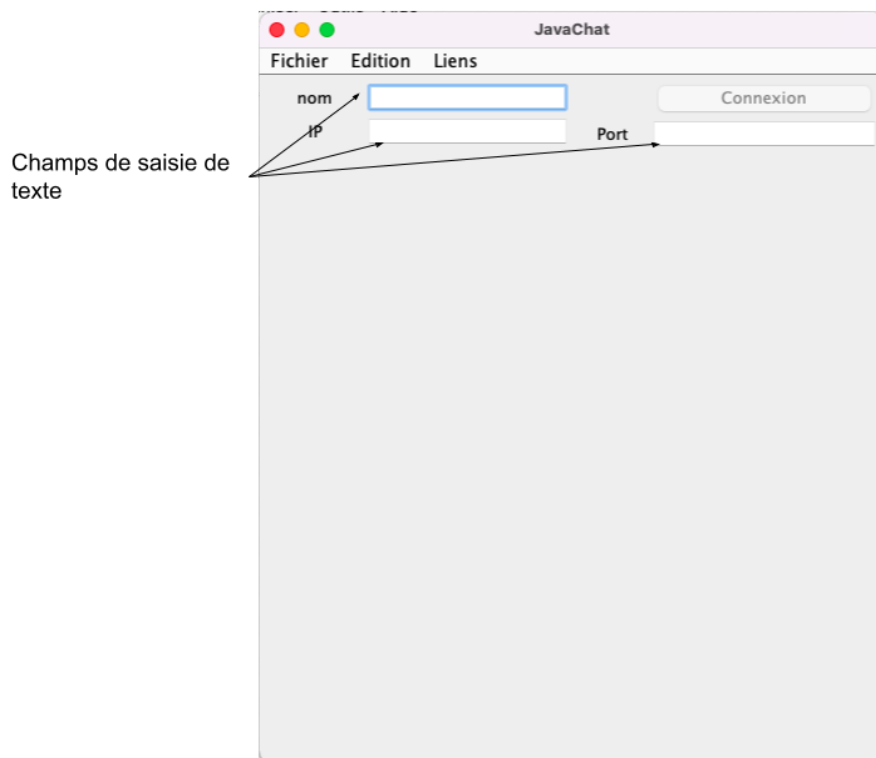 JavaChat
Fichier Edition Liens
nom Connexion
IP Port
Champs de saisie de
texte